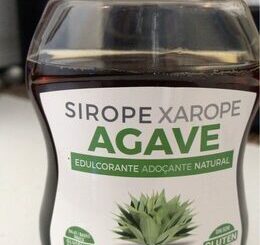 SIROPE XAROPE
AGAVE
EDULCORANTE ADOÇANTE NATURAL
GLUTEN